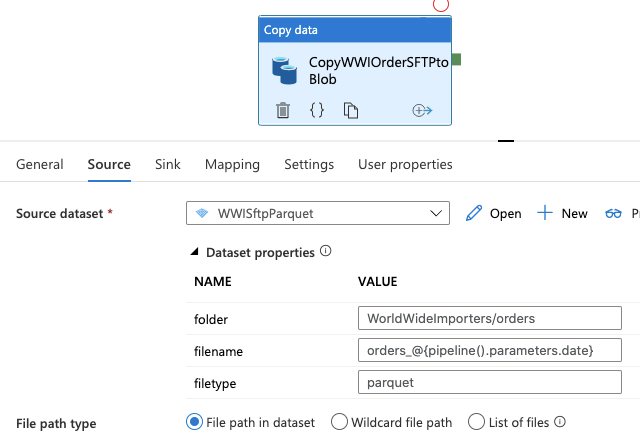 Copy data
CopyWWIOrderSFTPto
Blob
General Source Sink Mapping Settings User properties
Source dataset * WWISftpParquet Open New
Dataset properties
NAME VALUE
folder WorldWideImporters/orders
filename orders_@{pipeline().parameters.date}
filetype parquet
File path type File path in dataset Wildcard file path List of files